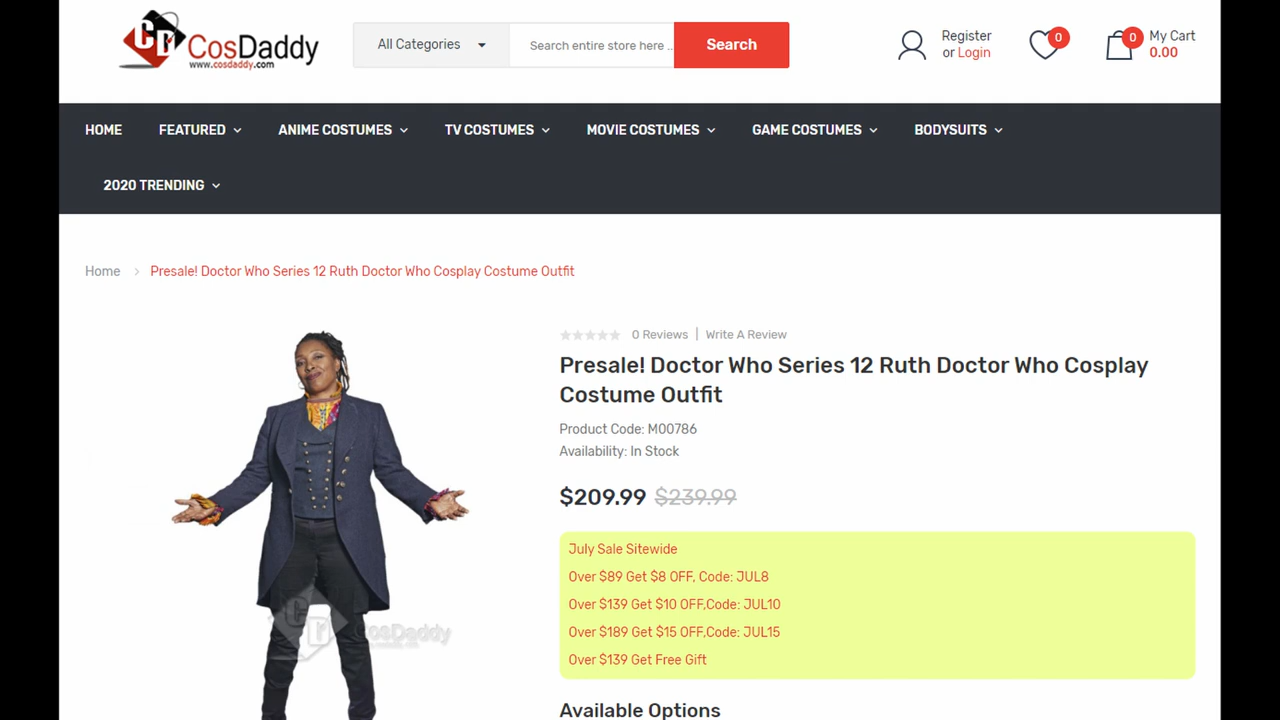 CosDaddy
www.cosdaddy.com
All Categories
Search entire store here ..
Search
Register
or Login
0
0
My Cart
0.00
HOME
FEATURED
ANIME COSTUMES
TV COSTUMES
MOVIE COSTUMES
GAME COSTUMES
BODYSUITS
2020 TRENDING
Home > Presale! Doctor Who Series 12 Ruth Doctor Who Cosplay Costume Outfit
0 Reviews | Write A Review
Presale! Doctor Who Series 12 Ruth Doctor Who Cosplay
Costume Outfit
Product Code: M00786
Availability: In Stock
$209.99 $239.99
July Sale Sitewide
Over $89 Get $8 OFF, Code: JUL8
Over $139 Get $10 OFF,Code: JUL10
Over $189 Get $15 OFF,Code: JUL15
Over $139 Get Free Gift
CosDaddy
Available Options